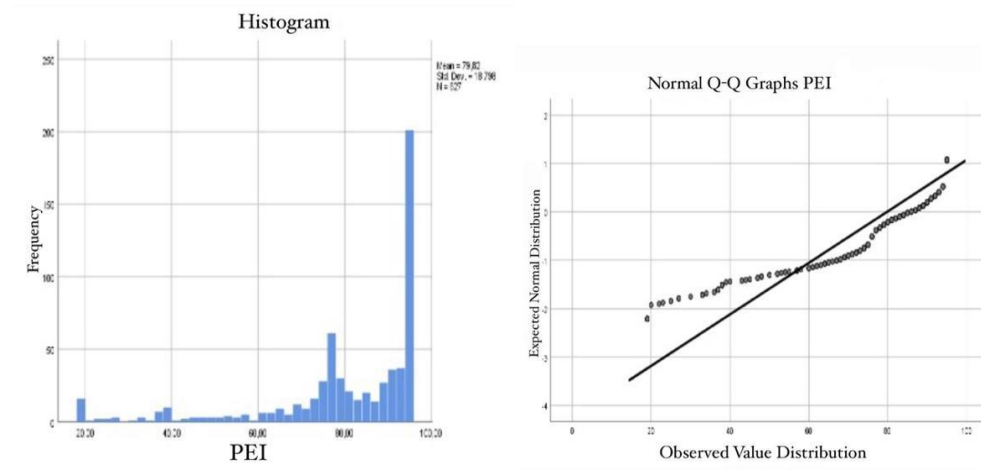 Histogram
Mean = 79,82
Std. Dev. = 18.798
N = 527
Frequency
250
200
150
100
50
0
20.00 40.00 60.00 80.00 100.00
PEI
Normal Q-Q Graphs PEI
Expected Normal Distribution
2
1
0
-1
-2
-3
-4
0 20 40 60 80 100
Observed Value Distribution